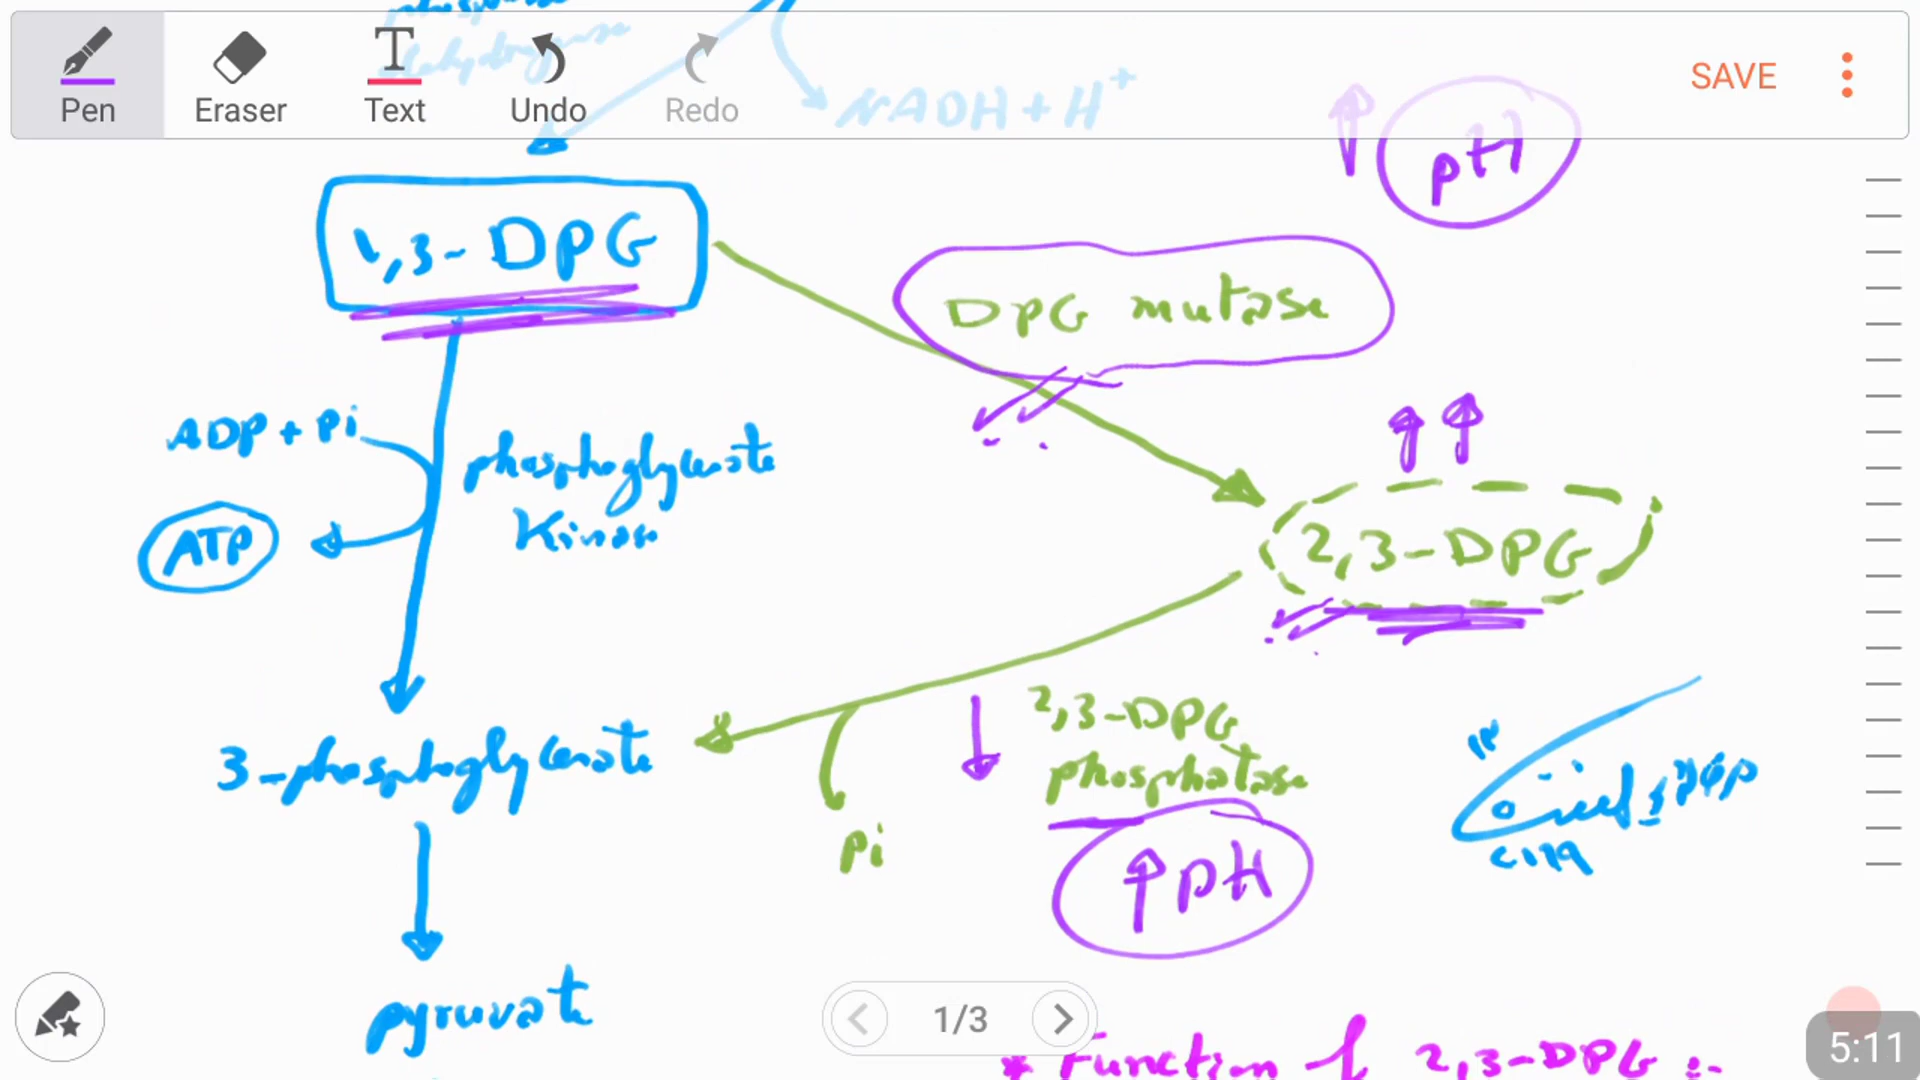 Pen
Eraser
Text
Undo
Redo
SAVE
dehydrogenase
NADH + H+
pH
1,3-DPG
DPG mutase
ADP + Pi
phosphoglycerate
Kinase
ATP
2,3-DPG
3-phosphoglycerate
2,3-DPG
phosphatase
Pi
↑ pH
pyruvate
1/3
* Function of 2,3-DPG :-
5:11